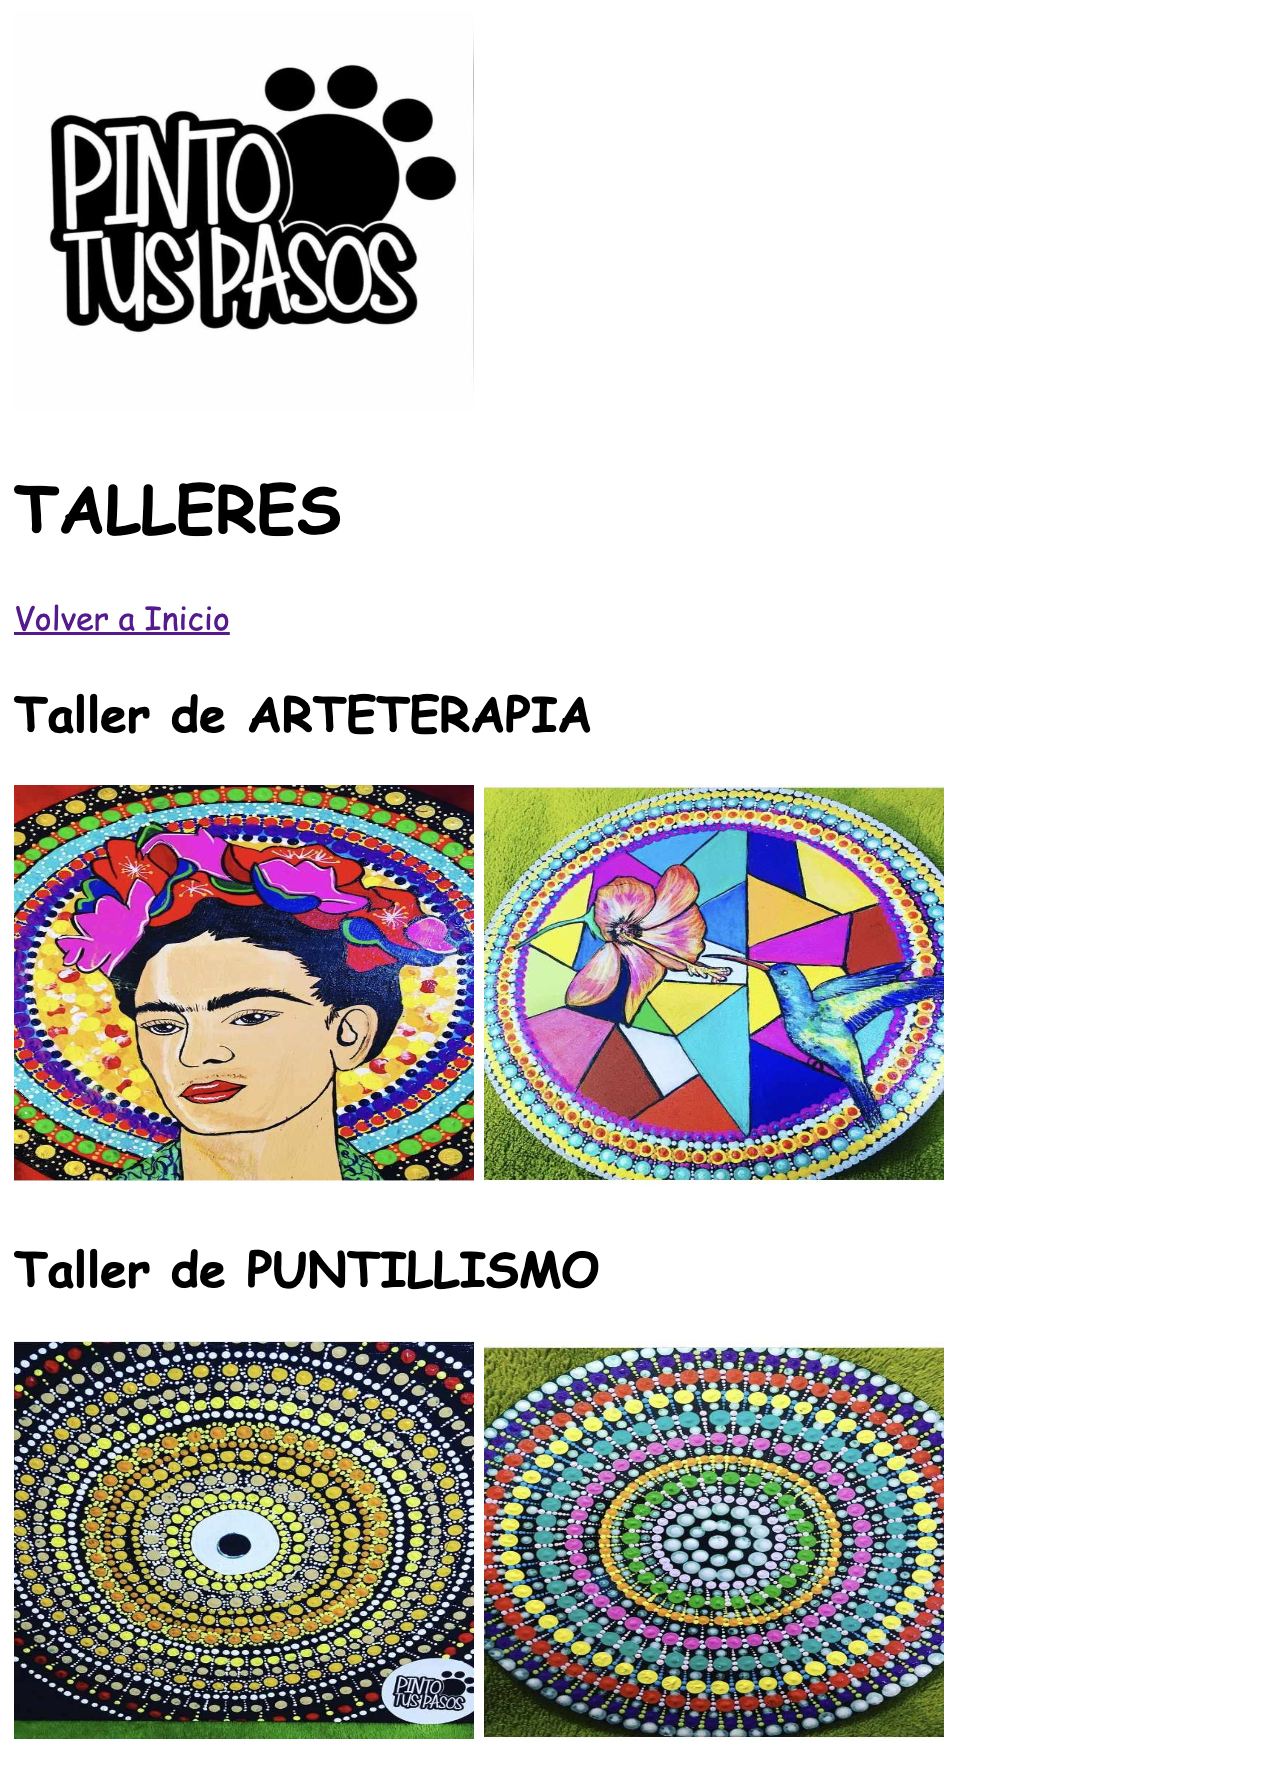 PINTO
TUS PASOS
TALLERES
Volver a Inicio
Taller de ARTETERAPIA
Taller de PUNTILLISMO
PINTO
TUS PASOS